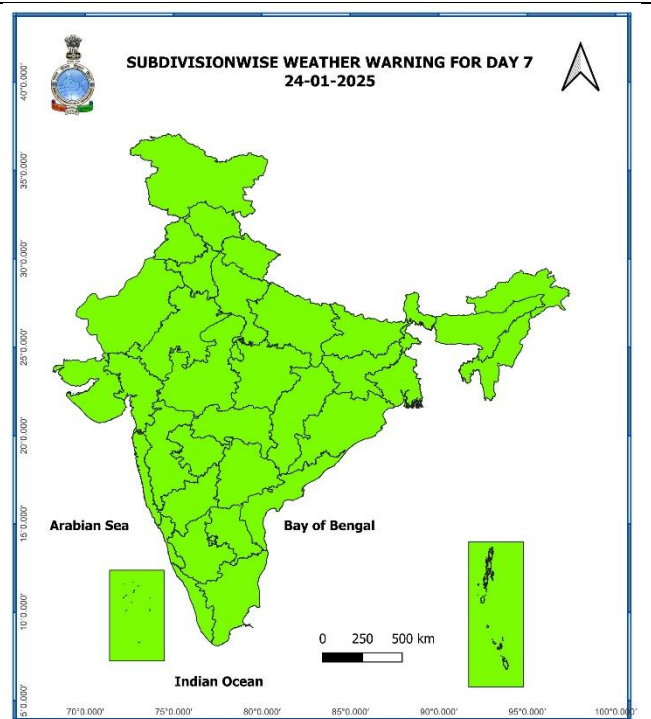 SUBDIVISIONWISE WEATHER WARNING FOR DAY 7
24-01-2025
40°0.000'
35°0.000'
30°0.000'
25°0.000'
20°0.000'
15°0.000'
10°0.000'
5°0.000'
Arabian Sea
Bay of Bengal
0 250 500 km
Indian Ocean
70°0.000' 75°0.000' 80°0.000' 85°0.000' 90°0.000' 95°0.000' 100°0.000'